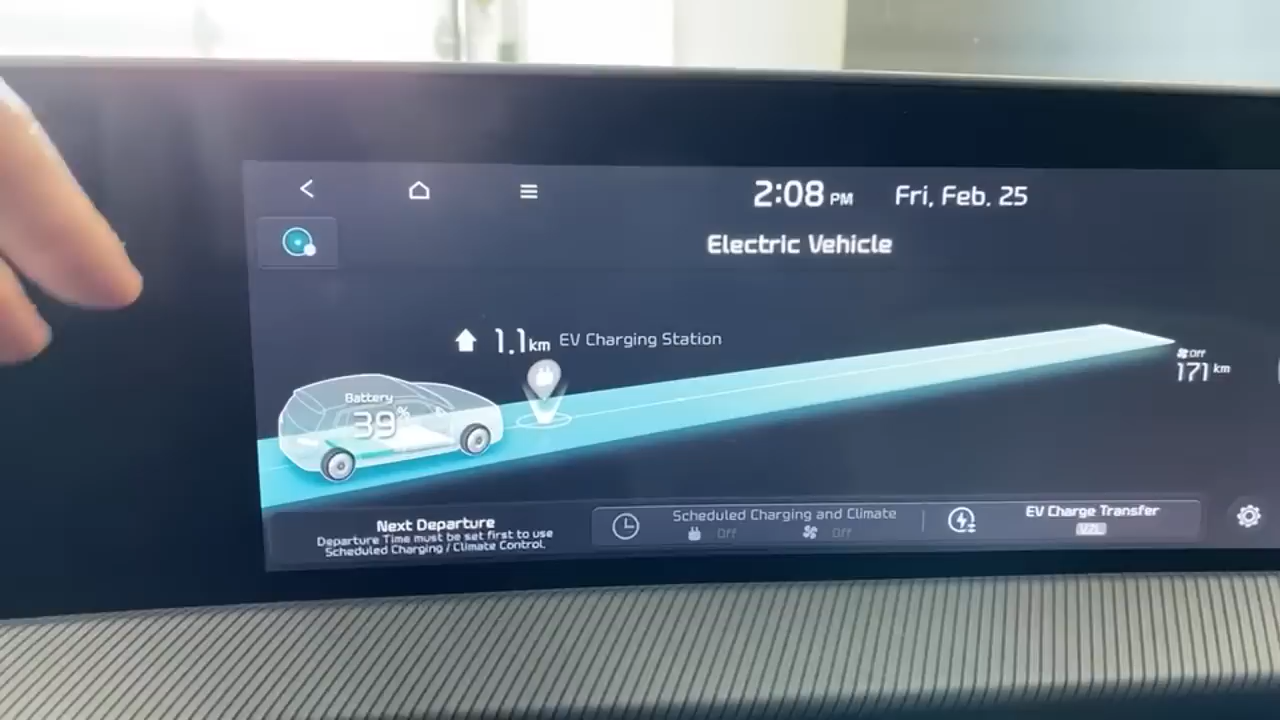 2:08 PM Fri, Feb. 25
Electric Vehicle
1.1 km EV Charging Station
Off
171 km
Battery
39 %
Next Departure
Departure Time must be set first to use
Scheduled Charging / Climate Control.
Scheduled Charging and Climate
Off Off
EV Charge Transfer
V2L